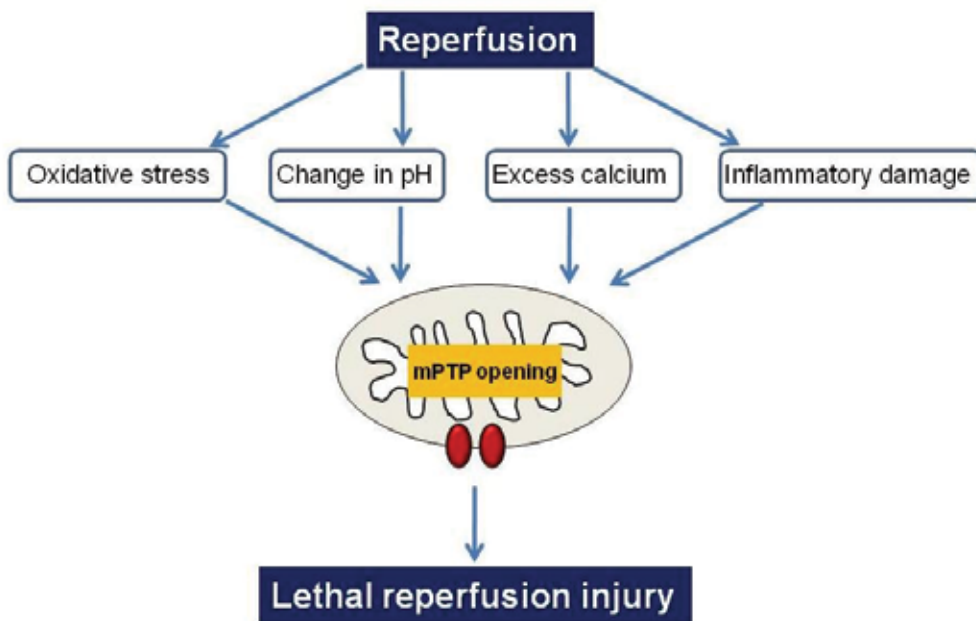 Reperfusion
Oxidative stress
Change in pH
Excess calcium
Inflammatory damage
mPTP opening
Lethal reperfusion injury